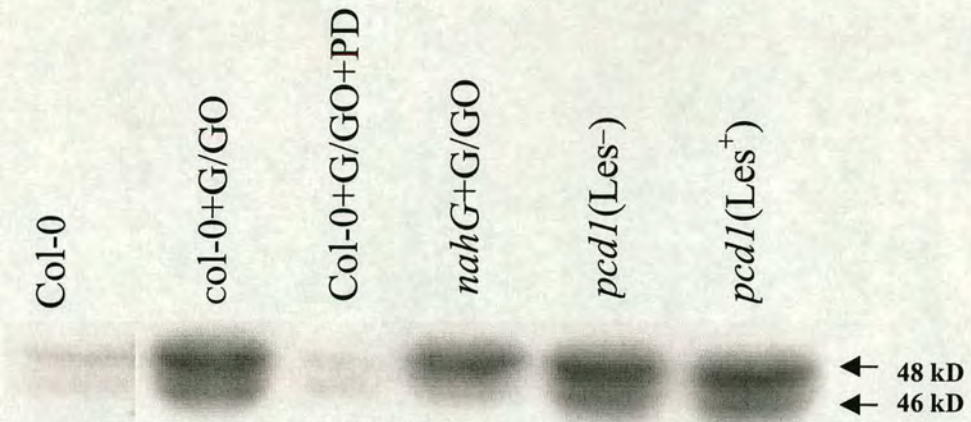 Col-0
col-0+G/GO
Col-0+G/GO+PD
nahG+G/GO
pcd1(Les⁻)
pcd1(Les⁺)
48 kD
46 kD